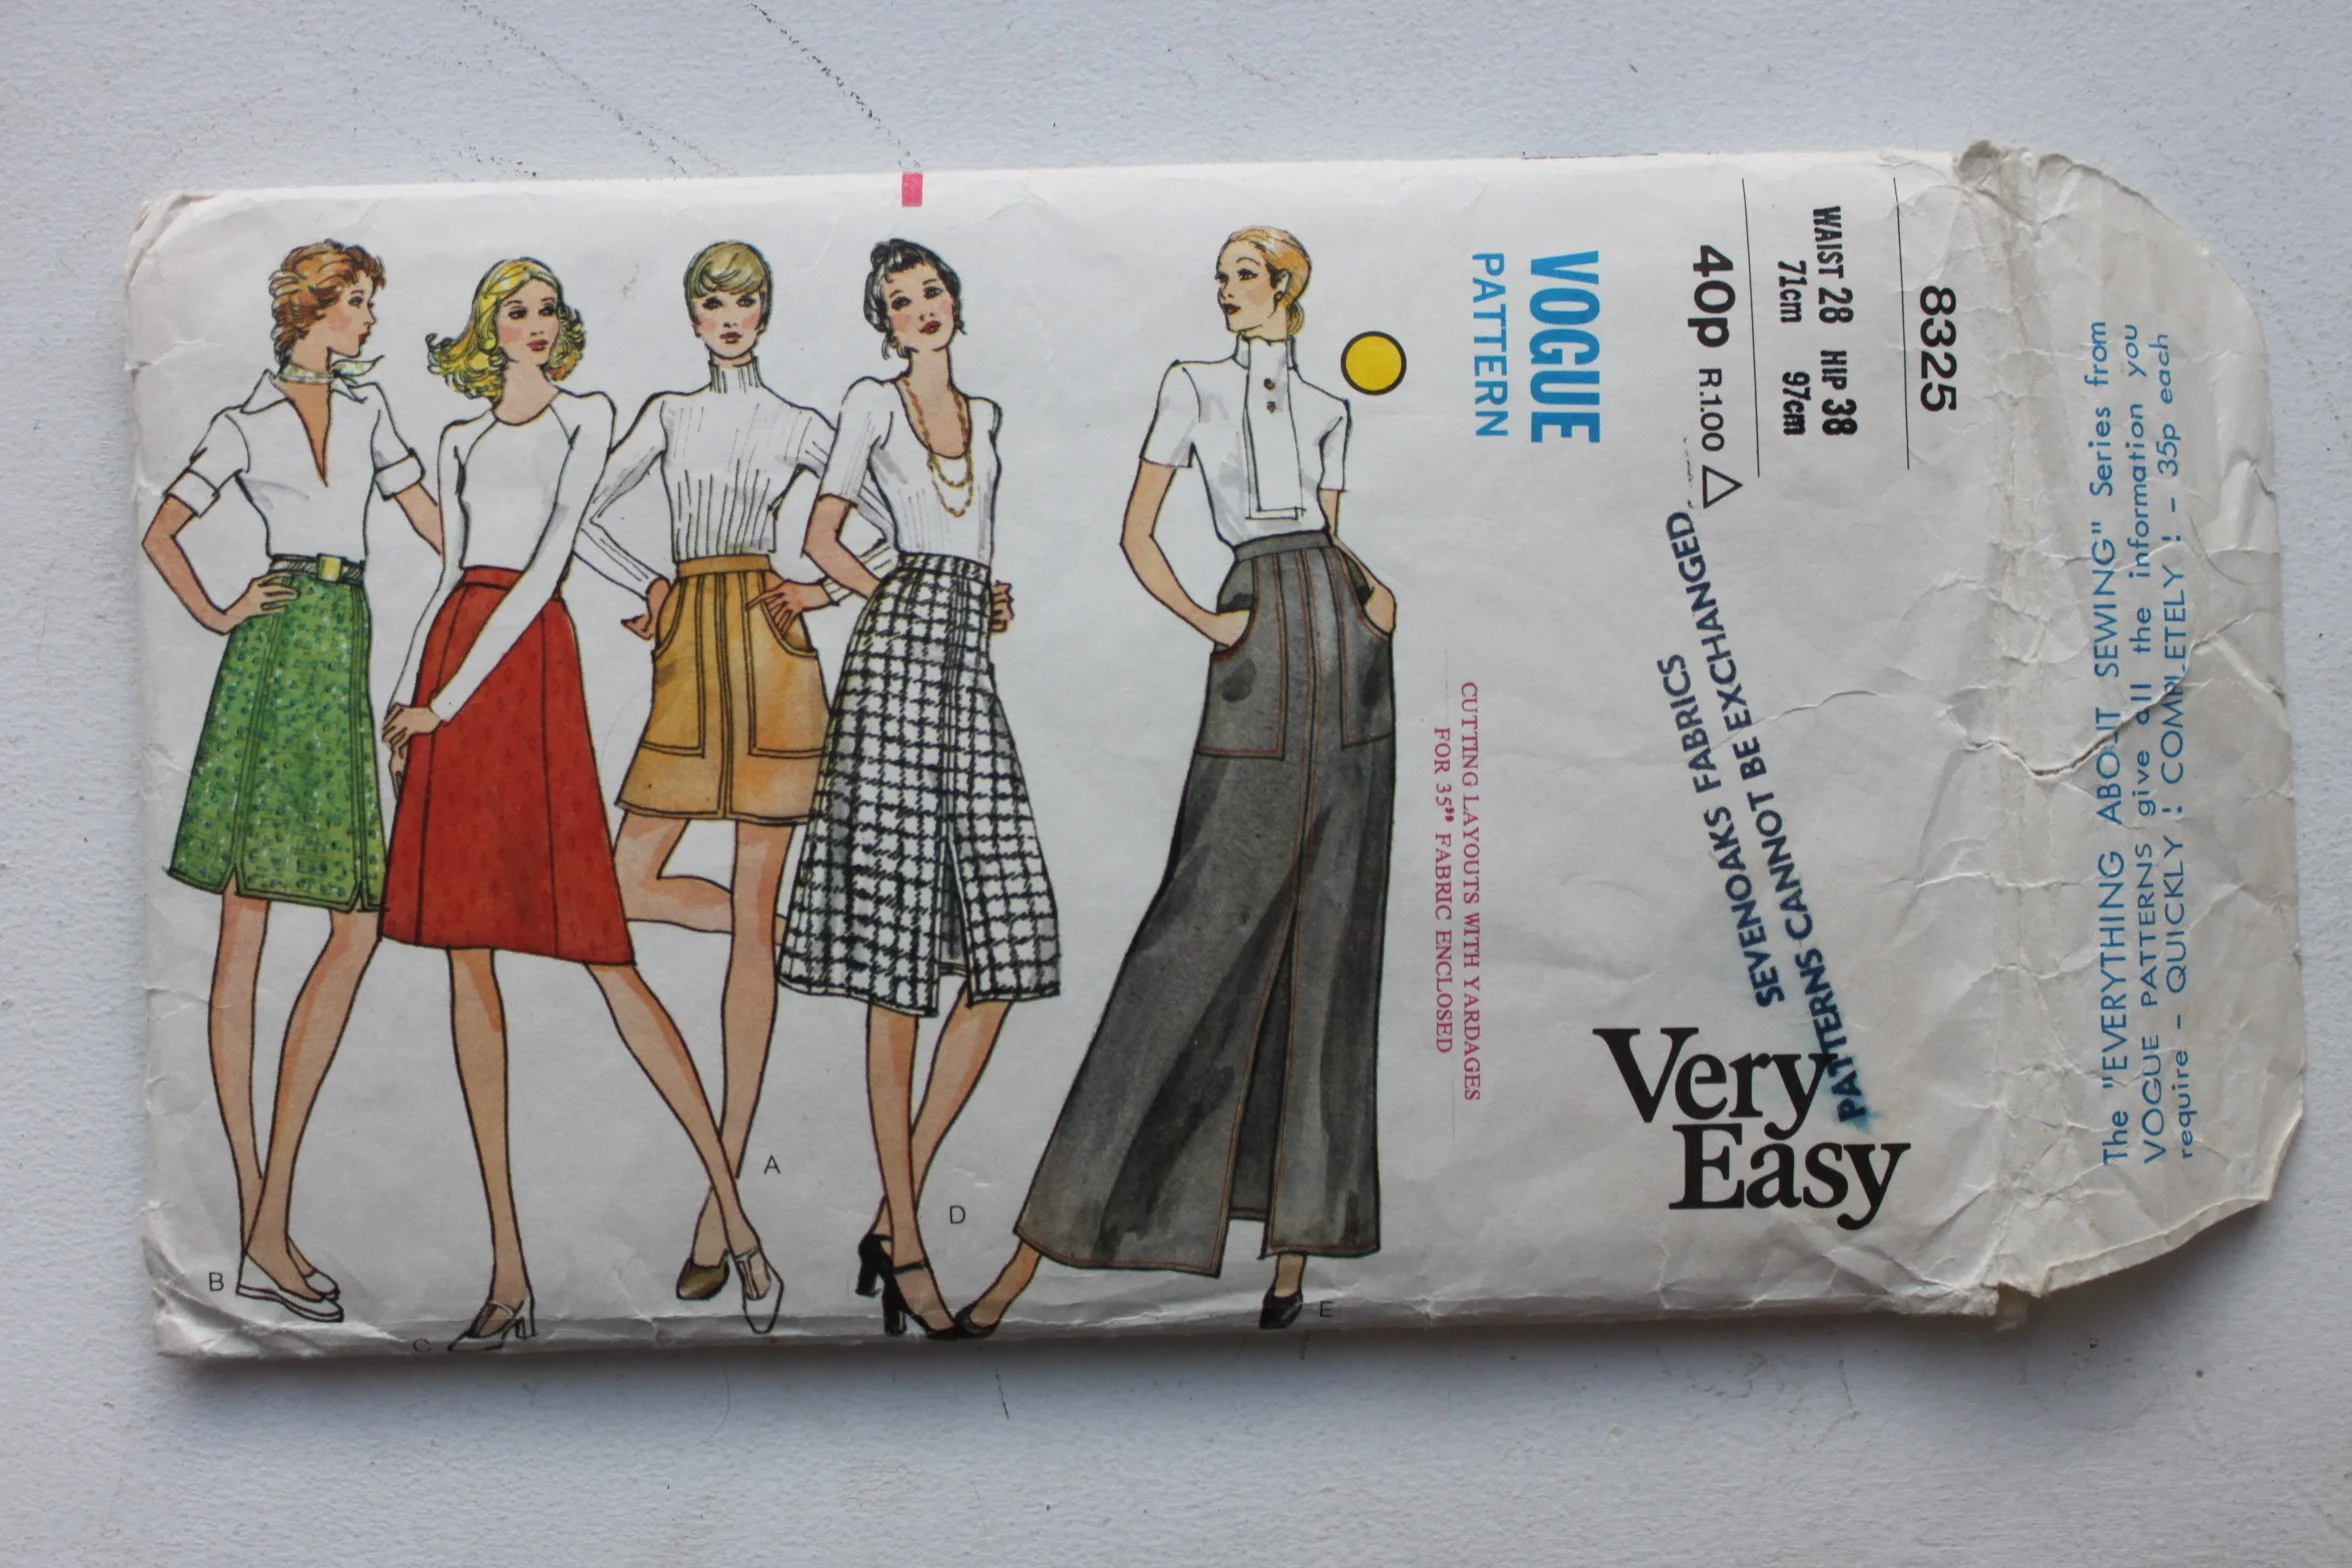 8325
WAIST 28 HIP 38
71cm 97cm
40p R.1.00
VOGUE
PATTERN
SEVENOAKS FABRICS
PATTERNS CANNOT BE EXCHANGED
Very
Easy
CUTTING LAYOUTS WITH YARDAGES
FOR 35" FABRIC ENCLOSED
B
C
A
D
E
The "EVERYTHING ABOUT SEWING" Series from
VOGUE PATTERNS give all the information you
require - QUICKLY ! COMPLETELY ! - 35p each